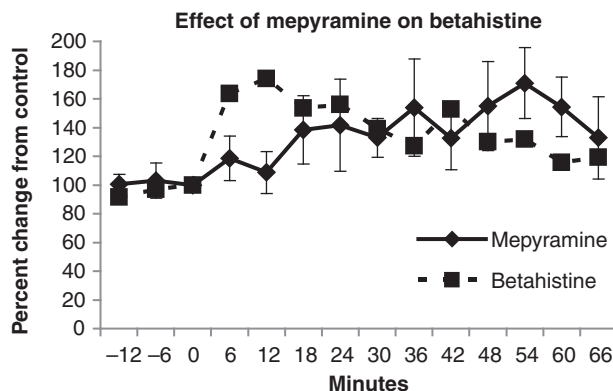 Effect of mepyramine on betahistine
Percent change from control
200
180
160
140
120
100
80
60
40
20
0
Mepyramine
Betahistine
−12 −6 0 6 12 18 24 30 36 42 48 54 60 66
Minutes